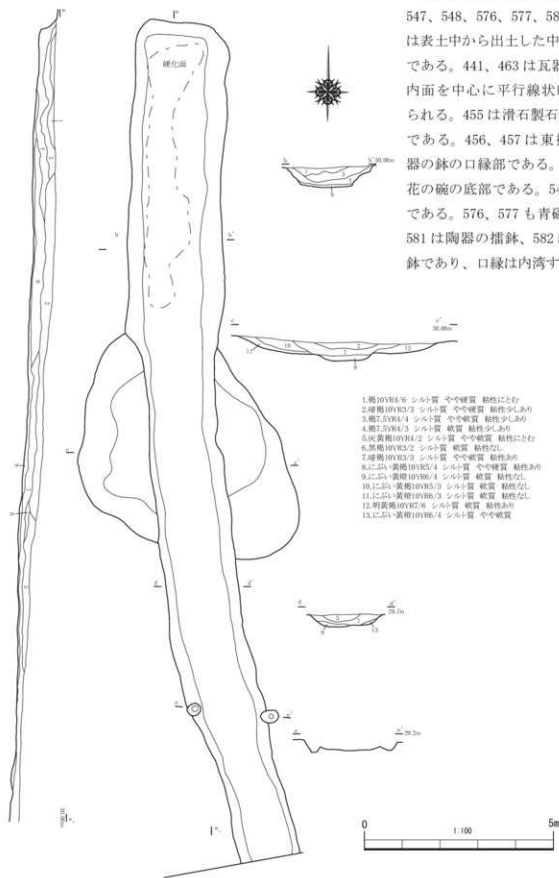 547、548、576、577、58
は表土中から出土した中
である。441、463 は瓦器
内面を中心に平行線状
られる。455 は滑石製石
である。456、457 は東播
器の鉢の口縁部である。
花の碗の底部である。54
である。576、577 も青磁
581 は陶器の擂鉢、582
鉢であり、口縁は内湾す
硬化面
b
b' 30.00m
c
c'
30.00m
1.褐10YR4/6 シルト質 やや硬質 粘性にとむ
2.暗褐10YR3/3 シルト質 やや硬質 粘性少しあり
3.褐7.5YR4/4 シルト質 やや軟質 粘性少しあり
4.褐7.5YR4/3 シルト質 軟質 粘性少しあり
5.灰黄褐10YR4/2 シルト質 やや軟質 粘性にとむ
6.黒褐10YR3/2 シルト質 軟質 粘性なし
7.暗褐10YR3/3 シルト質 やや軟質 粘性あり
8.にぶい黄褐10YR5/4 シルト質 やや硬質 粘性あり
9.にぶい黄橙10YR6/4 シルト質 軟質 粘性なし
10.にぶい黄褐10YR5/3 シルト質 軟質 粘性なし
11.にぶい黄橙10YR6/3 シルト質 軟質 粘性なし
12.明黄褐10YR7/6 シルト質 軟質 粘性あり
13.にぶい黄橙10YR6/4 シルト質 やや軟質
d
d'
29.5m
e
e' 29.2m
0
5m
1:100